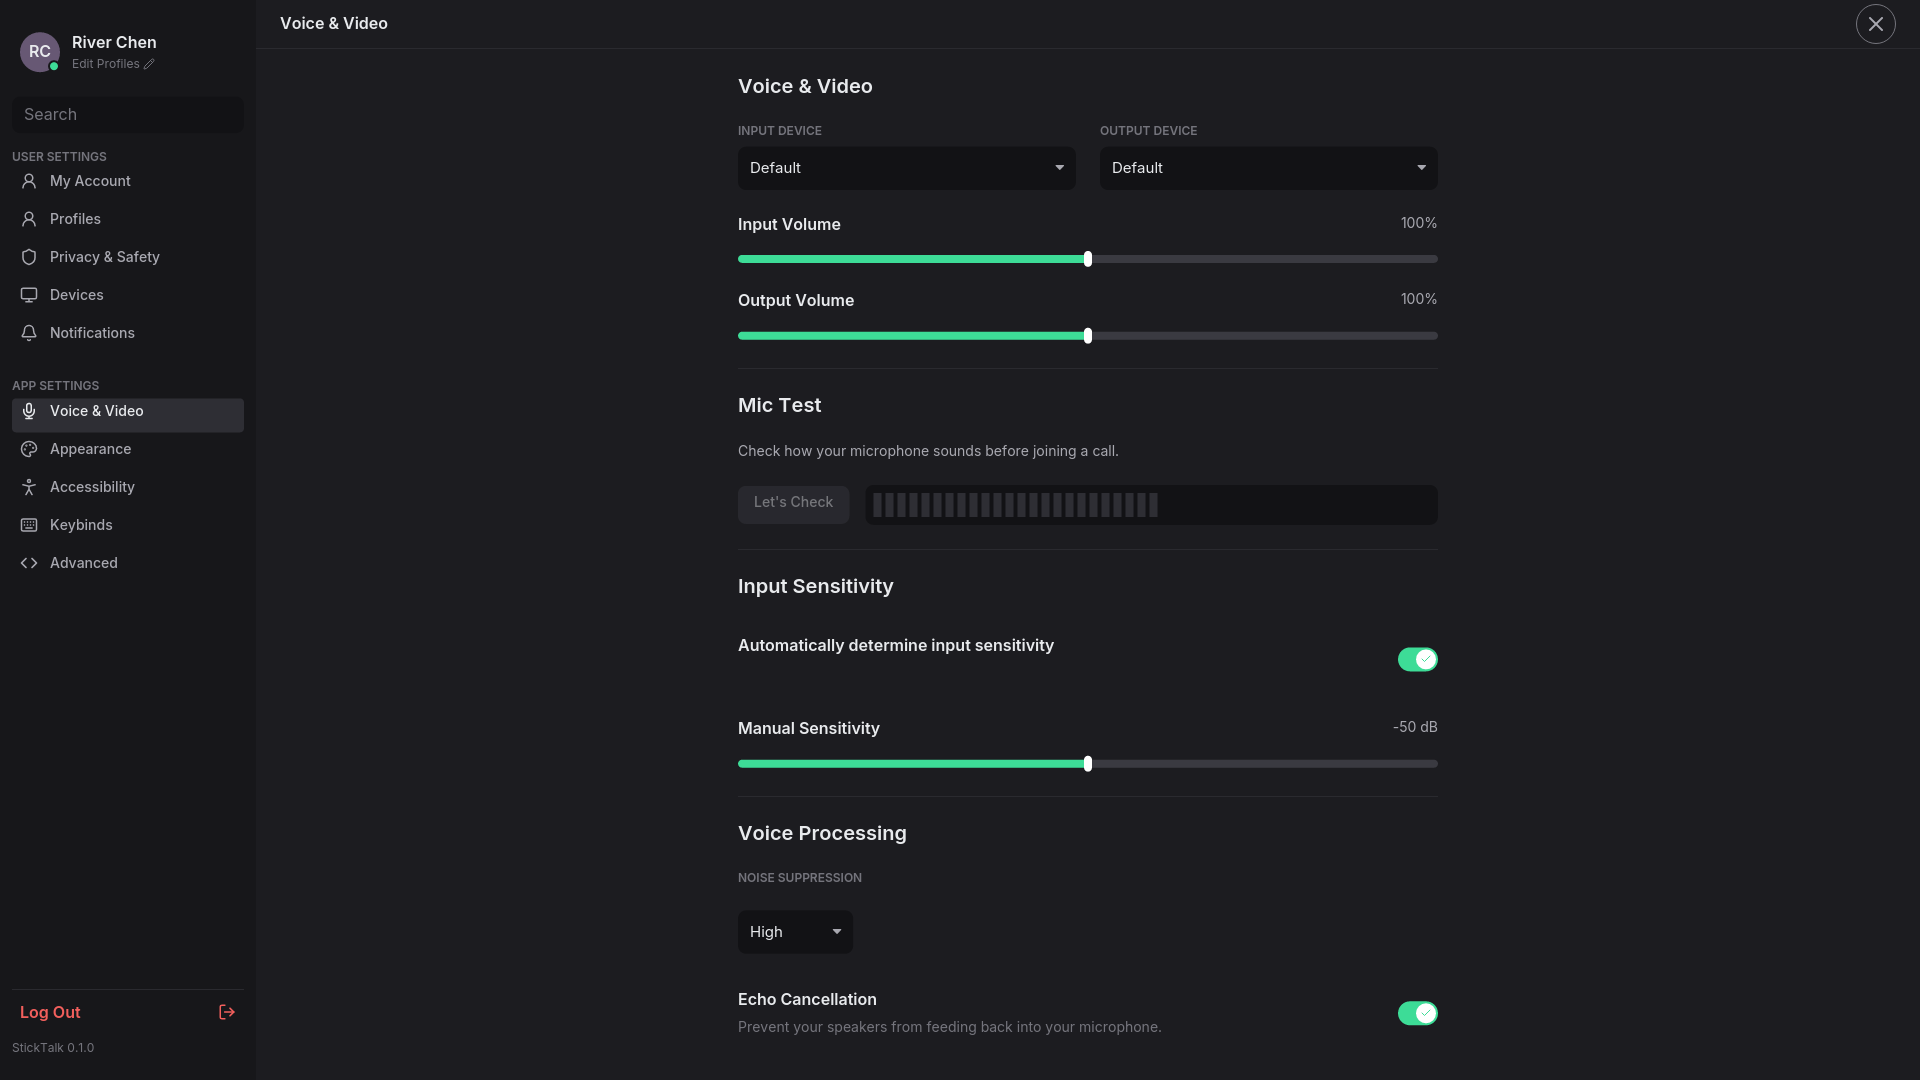 Voice & Video
RC
River Chen
Edit Profiles
Search
USER SETTINGS
My Account
Profiles
Privacy & Safety
Devices
Notifications
APP SETTINGS
Voice & Video
Appearance
Accessibility
Keybinds
Advanced
Log Out
StickTalk 0.1.0
Voice & Video
INPUT DEVICE
OUTPUT DEVICE
Default
Default
Input Volume
100%
Output Volume
100%
Mic Test
Check how your microphone sounds before joining a call.
Let's Check
Input Sensitivity
Automatically determine input sensitivity
Manual Sensitivity
-50 dB
Voice Processing
NOISE SUPPRESSION
High
Echo Cancellation
Prevent your speakers from feeding back into your microphone.